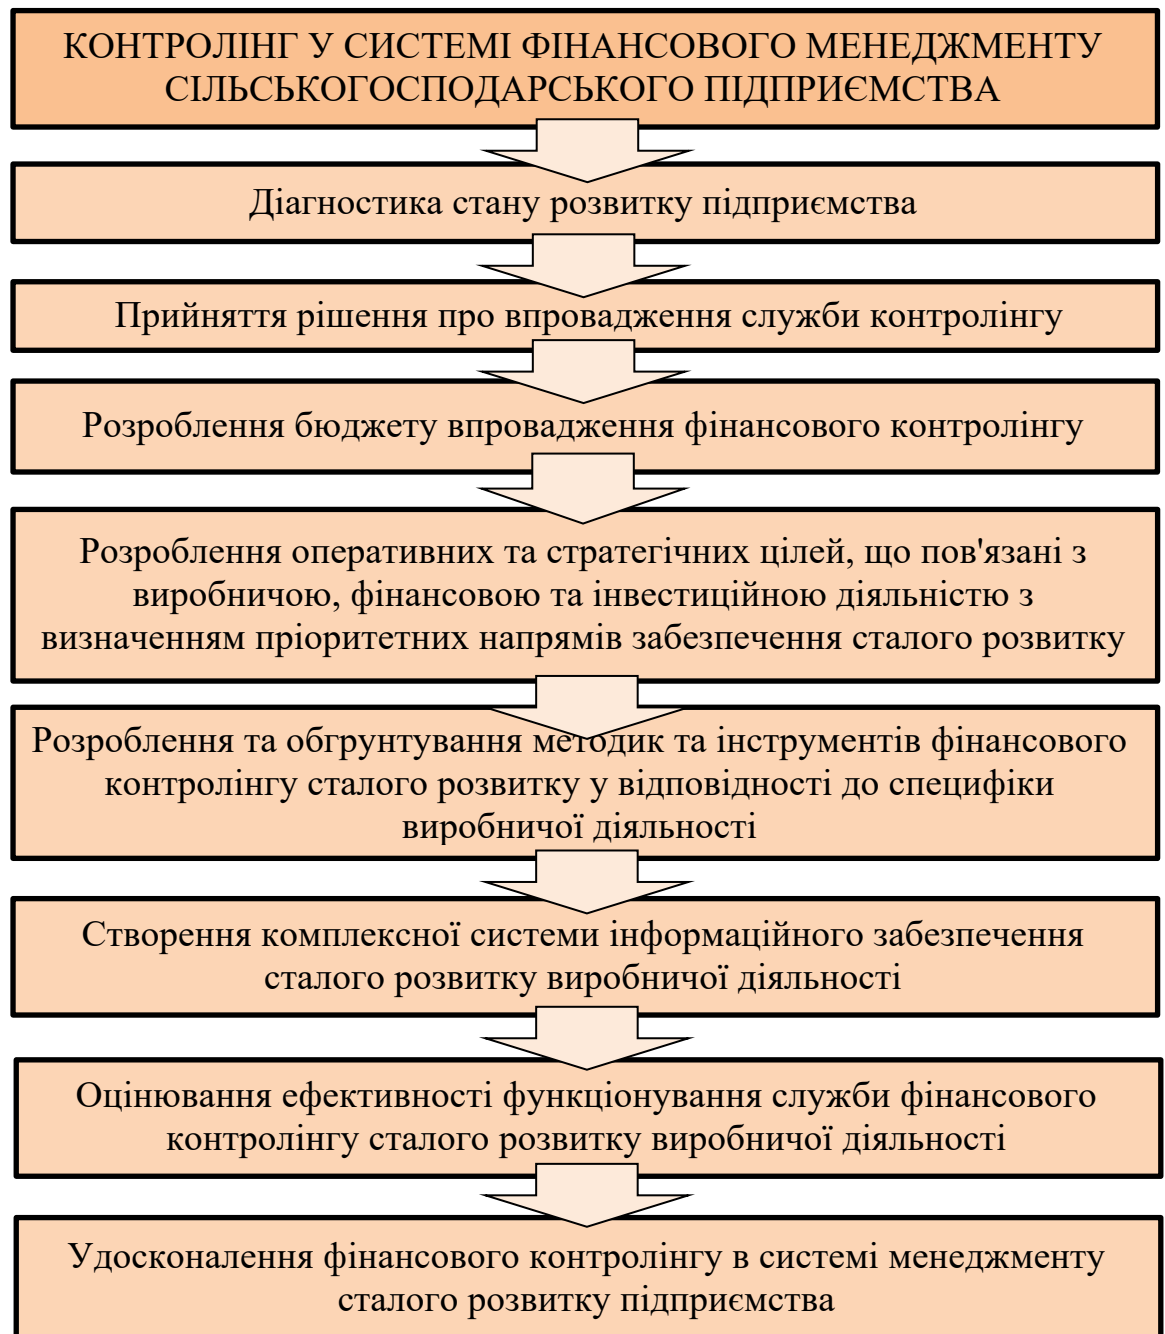 КОНТРОЛІНГ У СИСТЕМІ ФІНАНСОВОГО МЕНЕДЖМЕНТУ
СІЛЬСЬКОГОСПОДАРСЬКОГО ПІДПРИЄМСТВА
Діагностика стану розвитку підприємства
Прийняття рішення про впровадження служби контролінгу
Розроблення бюджету впровадження фінансового контролінгу
Розроблення оперативних та стратегічних цілей, що пов'язані з
виробничою, фінансовою та інвестиційною діяльністю з
визначенням пріоритетних напрямів забезпечення сталого розвитку
Розроблення та обгрунтування методик та інструментів фінансового
контролінгу сталого розвитку у відповідності до специфіки
виробничої діяльності
Створення комплексної системи інформаційного забезпечення
сталого розвитку виробничої діяльності
Оцінювання ефективності функціонування служби фінансового
контролінгу сталого розвитку виробничої діяльності
Удосконалення фінансового контролінгу в системі менеджменту
сталого розвитку підприємства